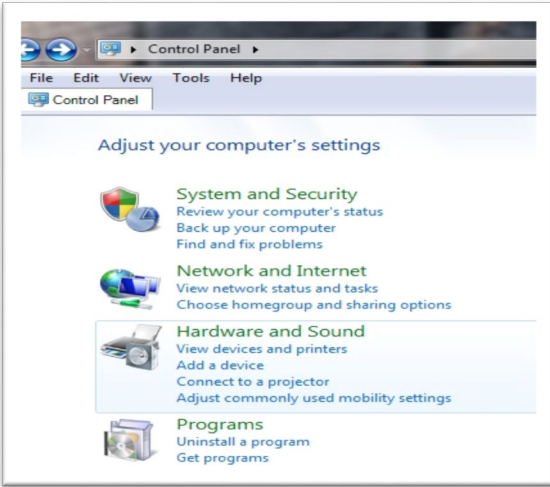 Control Panel
File Edit View Tools Help
Control Panel
Adjust your computer's settings
System and Security
Review your computer's status
Back up your computer
Find and fix problems
Network and Internet
View network status and tasks
Choose homegroup and sharing options
Hardware and Sound
View devices and printers
Add a device
Connect to a projector
Adjust commonly used mobility settings
Programs
Uninstall a program
Get programs